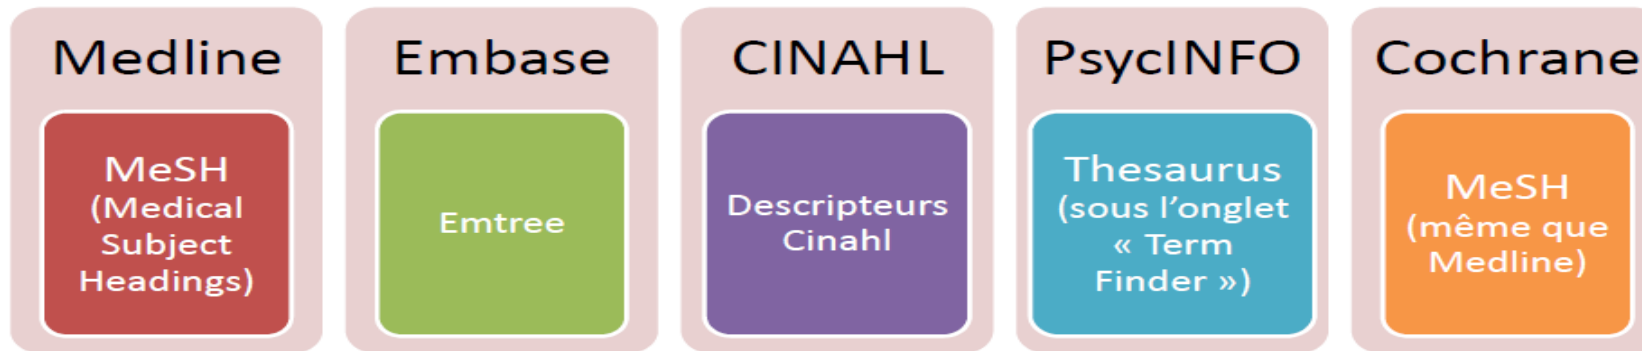 Medline
MeSH
(Medical
Subject
Headings)
Embase
Emtree
CINAHL
Descripteurs
Cinahl
PsycINFO
Thesaurus
(sous l’onglet
« Term
Finder »)
Cochrane
MeSH
(même que
Medline)